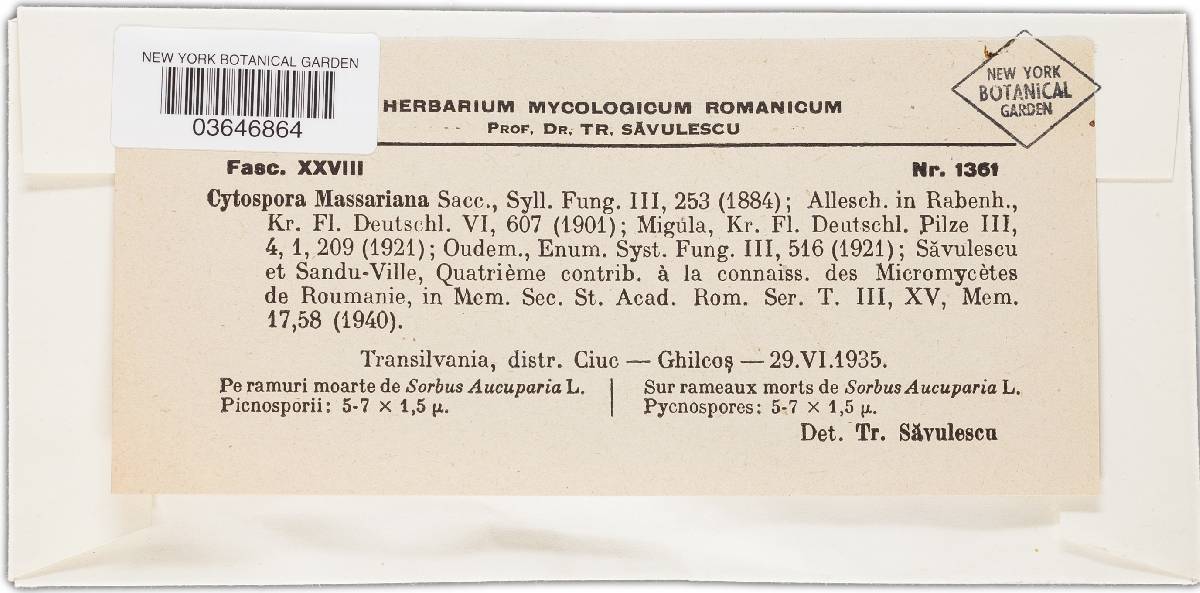 NEW YORK BOTANICAL GARDEN
03646864
NEW YORK
BOTANICAL
GARDEN
HERBARIUM MYCOLOGICUM ROMANICUM
PROF. DR. TR. SĂVULESCU
Fasc. XXVIII Nr. 1361
Cytospora Massariana Sacc., Syll. Fung. III, 253 (1884); Allesch. in Rabenh.,
Kr. Fl. Deutschl. VI, 607 (1901); Migúla, Kr. Fl. Deutschl. Pilze III,
4, 1, 209 (1921); Oudem., Enum. Syst. Fung. III, 516 (1921); Săvulescu
et Sandu-Ville, Quatrième contrib. à la connaiss. des Micromycètes
de Roumanie, in Mem. Sec. St. Acad. Rom. Ser. T. III, XV, Mem.
17,58 (1940).
Transilvania, distr. Ciuc — Ghilcoș — 29.VI.1935.
Pe ramuri moarte de Sorbus Aucuparia L.
Picnosporii: 5-7 × 1,5 µ.
Sur rameaux morts de Sorbus Aucuparia L.
Pycnospores: 5-7 × 1,5 µ.
Det. Tr. Săvulescu